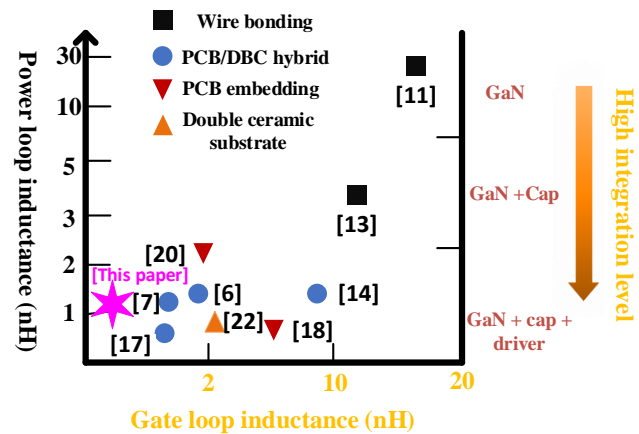 Wire bonding
PCB/DBC hybrid
PCB embedding
Double ceramic
substrate
Power loop inductance (nH)
30
10
5
3
2
1
[11]
[13]
[20]
[This paper]
[7]
[6]
[14]
[17]
[22]
[18]
2
10
20
Gate loop inductance (nH)
GaN
GaN +Cap
GaN + cap +
driver
High integration level